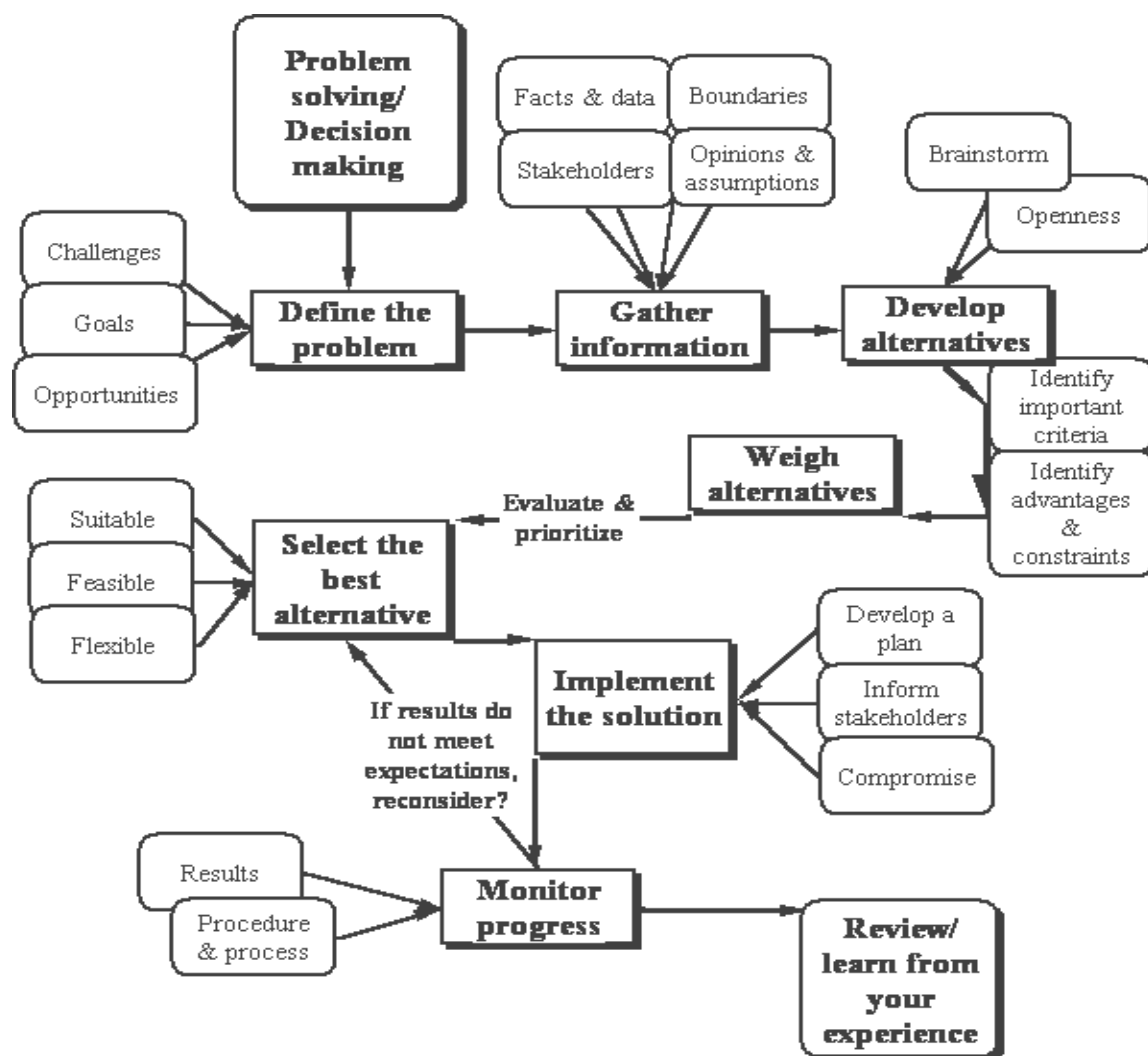 Problem
solving/
Decision
making
Facts & data
Boundaries
Stakeholders
Opinions &
assumptions
Brainstorm
Openness
Challenges
Goals
Opportunities
Define the
problem
Gather
information
Develop
alternatives
Identify
important
criteria
Identify
advantages
&
constraints
Weigh
alternatives
Evaluate &
prioritize
Suitable
Feasible
Flexible
Select the
best
alternative
Develop a
plan
Inform
stakeholders
Compromise
Implement
the solution
If results do
not meet
expectations,
reconsider?
Results
Procedure
& process
Monitor
progress
Review/
learn from
your
experience